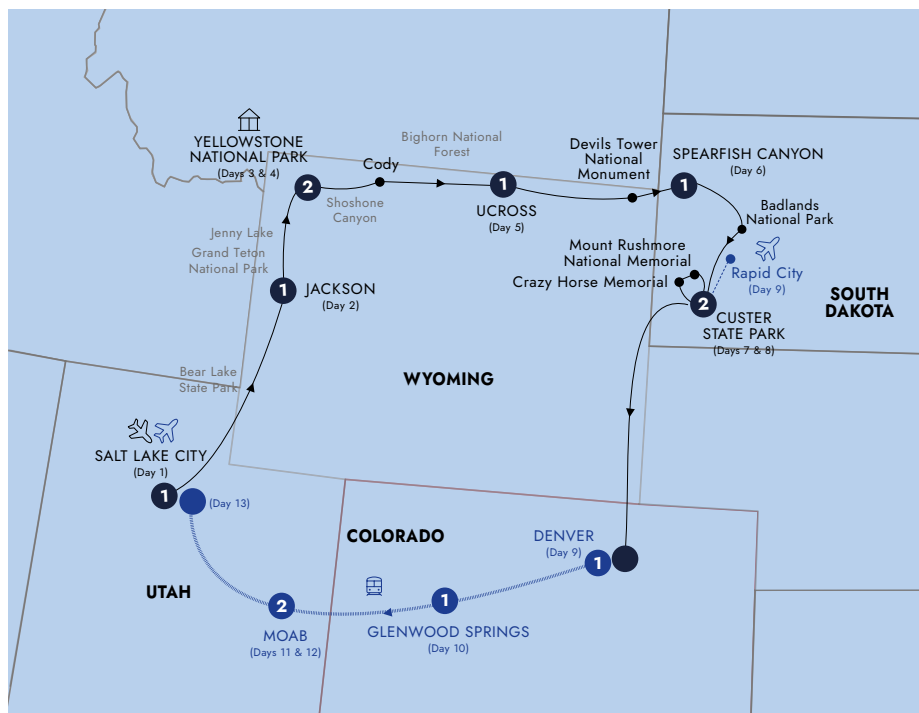 YELLOWSTONE
NATIONAL PARK
(Days 3 & 4)
2
Cody
Bighorn National
Forest
Shoshone
Canyon
1
UCROSS
(Day 5)
Devils Tower
National
Monument
SPEARFISH CANYON
(Day 6)
1
Badlands
National Park
Jenny Lake
Grand Teton
National Park
1
JACKSON
(Day 2)
Mount Rushmore
National Memorial
Crazy Horse Memorial
Rapid City
(Day 9)
2
CUSTER
STATE PARK
(Days 7 & 8)
SOUTH
DAKOTA
Bear Lake
State Park
WYOMING
SALT LAKE CITY
(Day 1)
1
(Day 13)
COLORADO
DENVER
(Day 9)
1
UTAH
2
MOAB
(Days 11 & 12)
1
GLENWOOD SPRINGS
(Day 10)